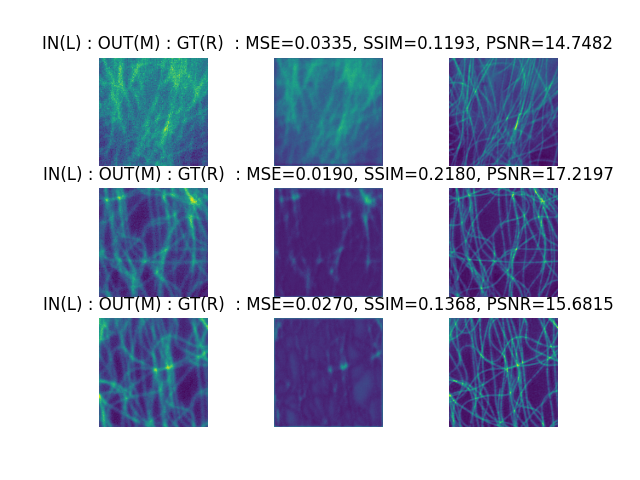 IN(L) : OUT(M) : GT(R)  : MSE=0.0335, SSIM=0.1193, PSNR=14.7482
IN(L) : OUT(M) : GT(R)  : MSE=0.0190, SSIM=0.2180, PSNR=17.2197
IN(L) : OUT(M) : GT(R)  : MSE=0.0270, SSIM=0.1368, PSNR=15.6815